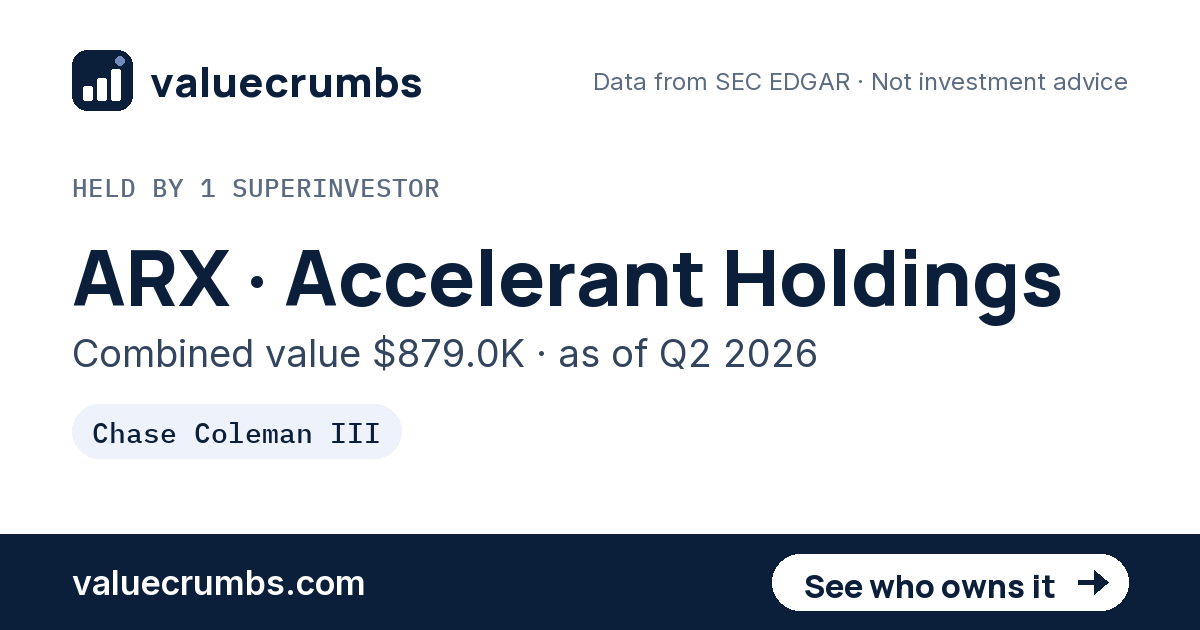 valuecrumbs
Data from SEC EDGAR · Not investment advice
HELD BY 1 SUPERINVESTOR
ARX · Accelerant Holdings
Combined value $879.0K · as of Q2 2026
Chase Coleman III
valuecrumbs.com
See who owns it →